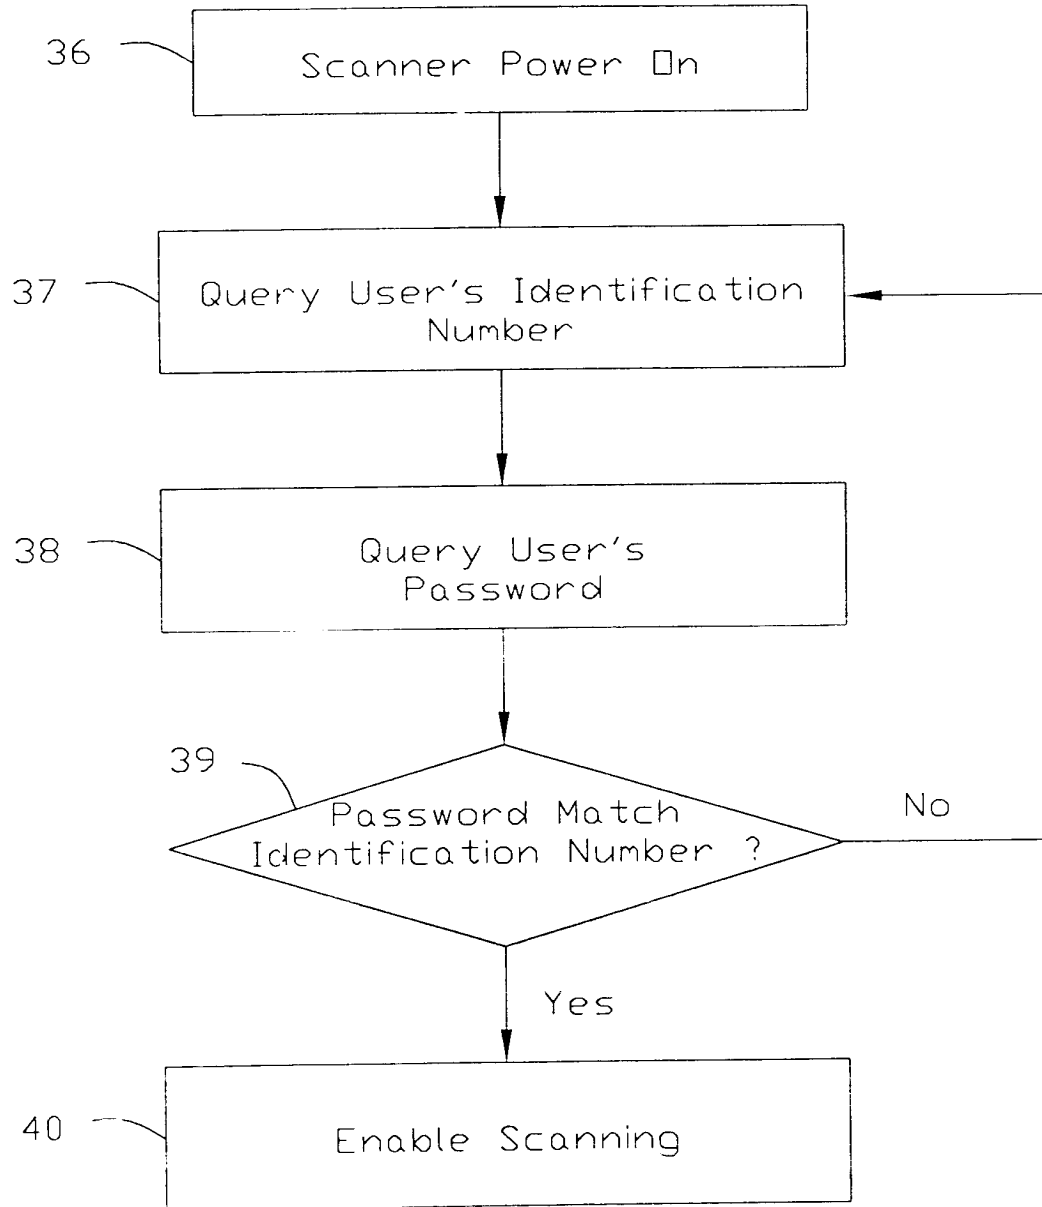 36
Scanner Power On
37
Query User's Identification
Number
38
Query User's
Password
39
Password Match
Identification Number ?
No
Yes
40
Enable Scanning